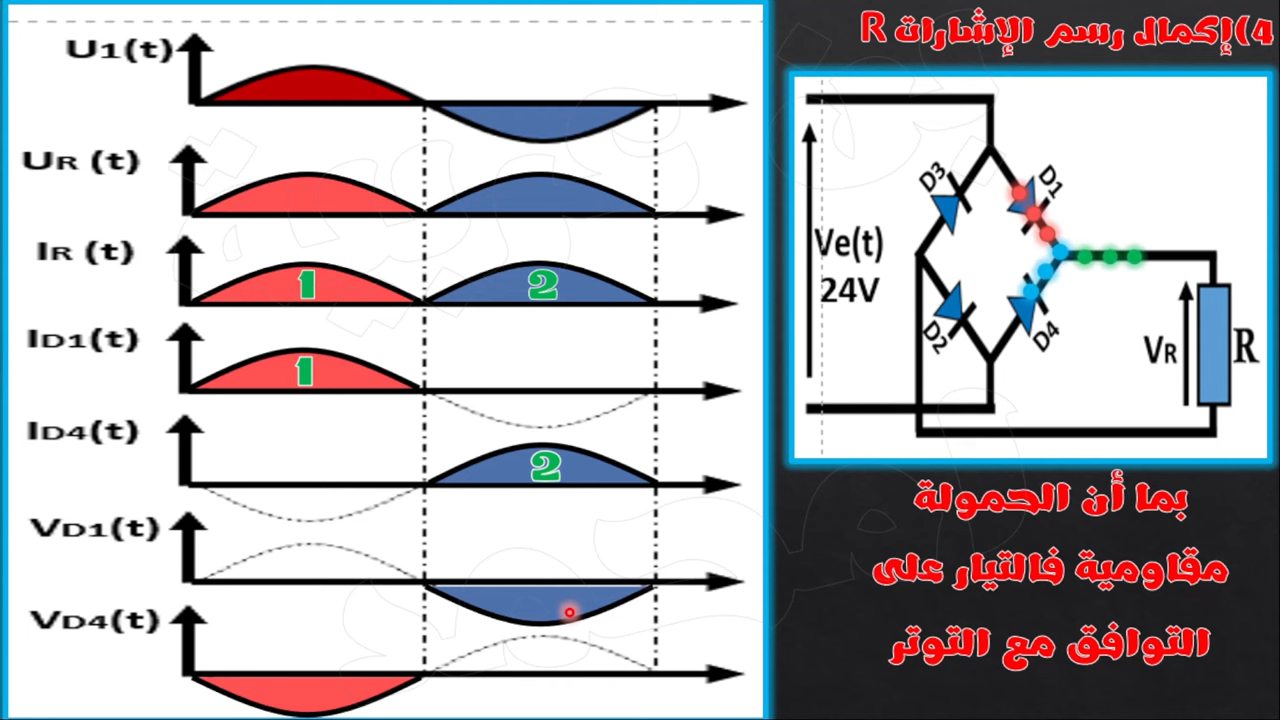 4)إكمال رسم الإشارات R
U1(t)
UR (t)
IR (t)
1
2
ID1(t)
1
ID4(t)
2
VD1(t)
VD4(t)
D3
D1
Ve(t)
24V
D2
D4
VR
R
بما أن الحمولة
مقاومية فالتيار على
التوافق مع التوتر